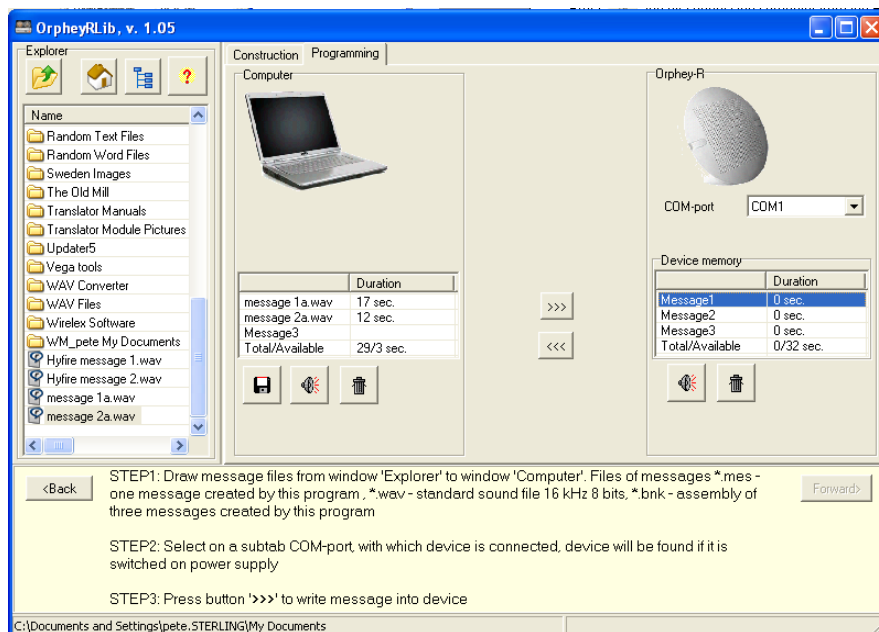 OrpheyRLib, v. 1.05
Explorer
?
Name
Random Text Files
Random Word Files
Sweden Images
The Old Mill
Translator Manuals
Translator Module Pictures
Updater5
Vega tools
WAV Converter
WAV Files
Wirelex Software
WM_pete My Documents
Hyfire message 1.wav
Hyfire message 2.wav
message 1a.wav
message 2a.wav
Construction Programming
Computer
Duration
message 1a.wav 17 sec.
message 2a.wav 12 sec.
Message3
Total/Available 29/3 sec.
>>>
<<<
Orphey-R
COM-port COM1
Device memory
Duration
Message1 0 sec.
Message2 0 sec.
Message3 0 sec.
Total/Available 0/32 sec.
<Back
STEP1: Draw message files from window 'Explorer' to window 'Computer'. Files of messages *.mes -
one message created by this program , *.wav - standard sound file 16 kHz 8 bits, *.bnk - assembly of
three messages created by this program
STEP2: Select on a subtab COM-port, with which device is connected, device will be found if it is
switched on power supply
STEP3: Press button '>>>' to write message into device
Forward>
C:\Documents and Settings\pete.STERLING\My Documents